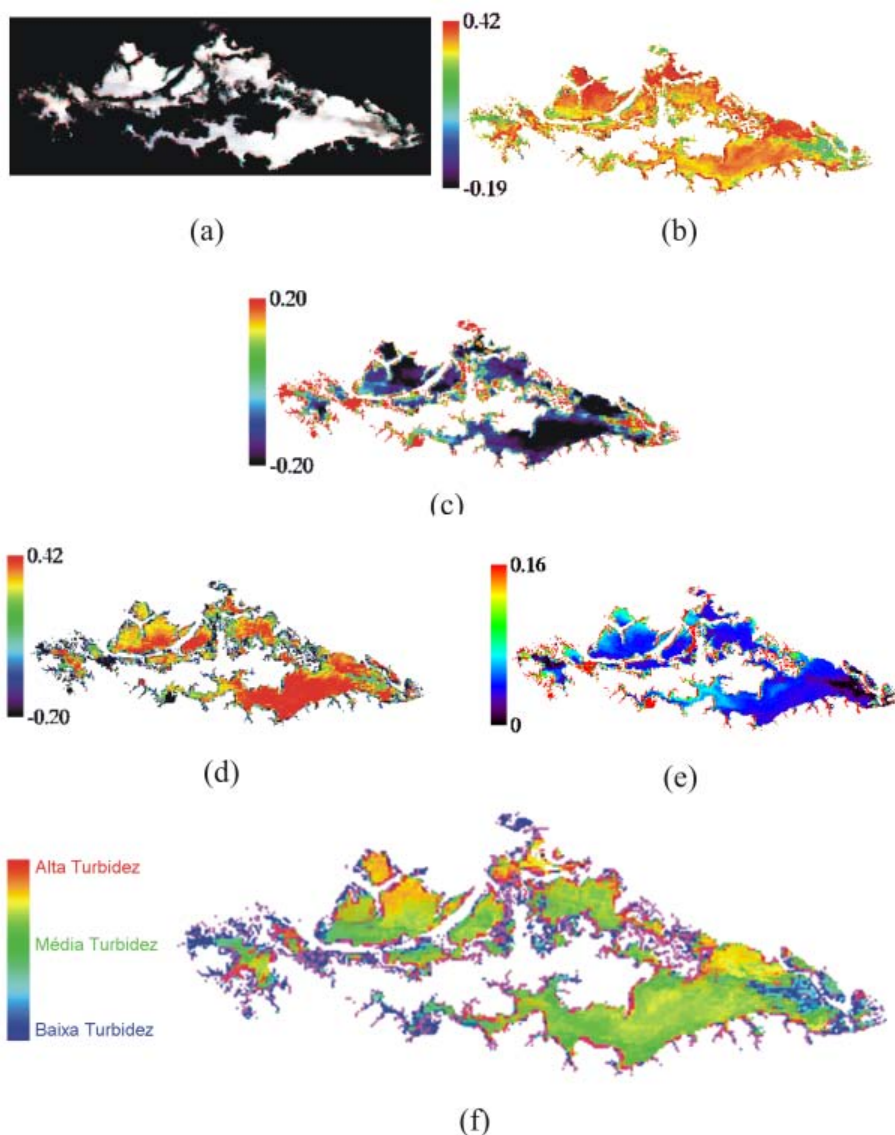 0.42
-0.19
(a)
(b)
0.20
-0.20
(c)
0.42
-0.20
(d)
0.16
0
(e)
Alta Turbidez
Média Turbidez
Baixa Turbidez
(f)